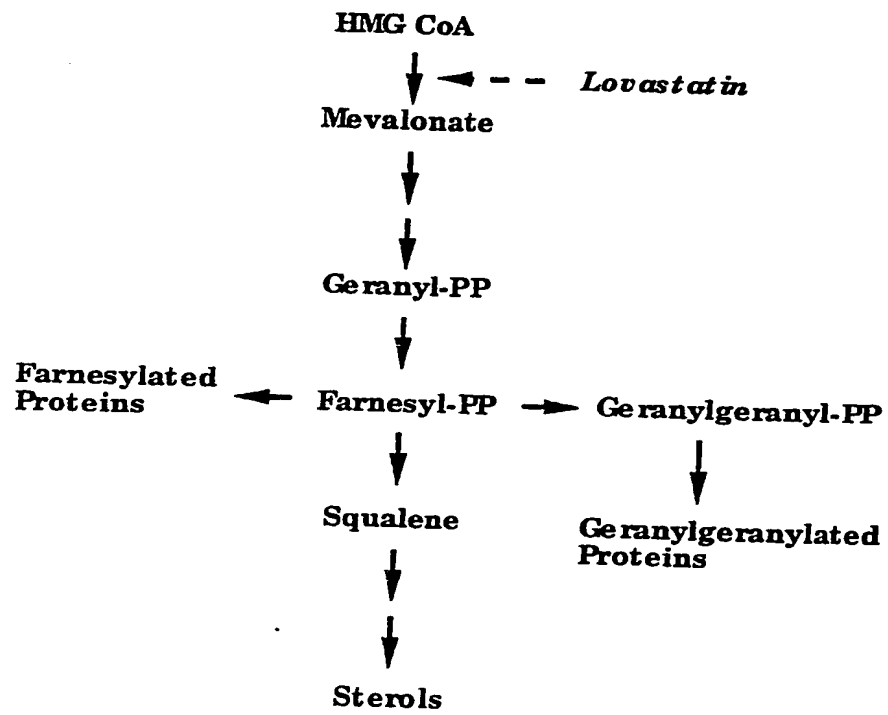 HMG CoA
Lovastatin
Mevalonate
Geranyl-PP
Farnesylated
Proteins
Farnesyl-PP
Geranylgeranyl-PP
Squalene
Geranylgeranylated
Proteins
Sterols